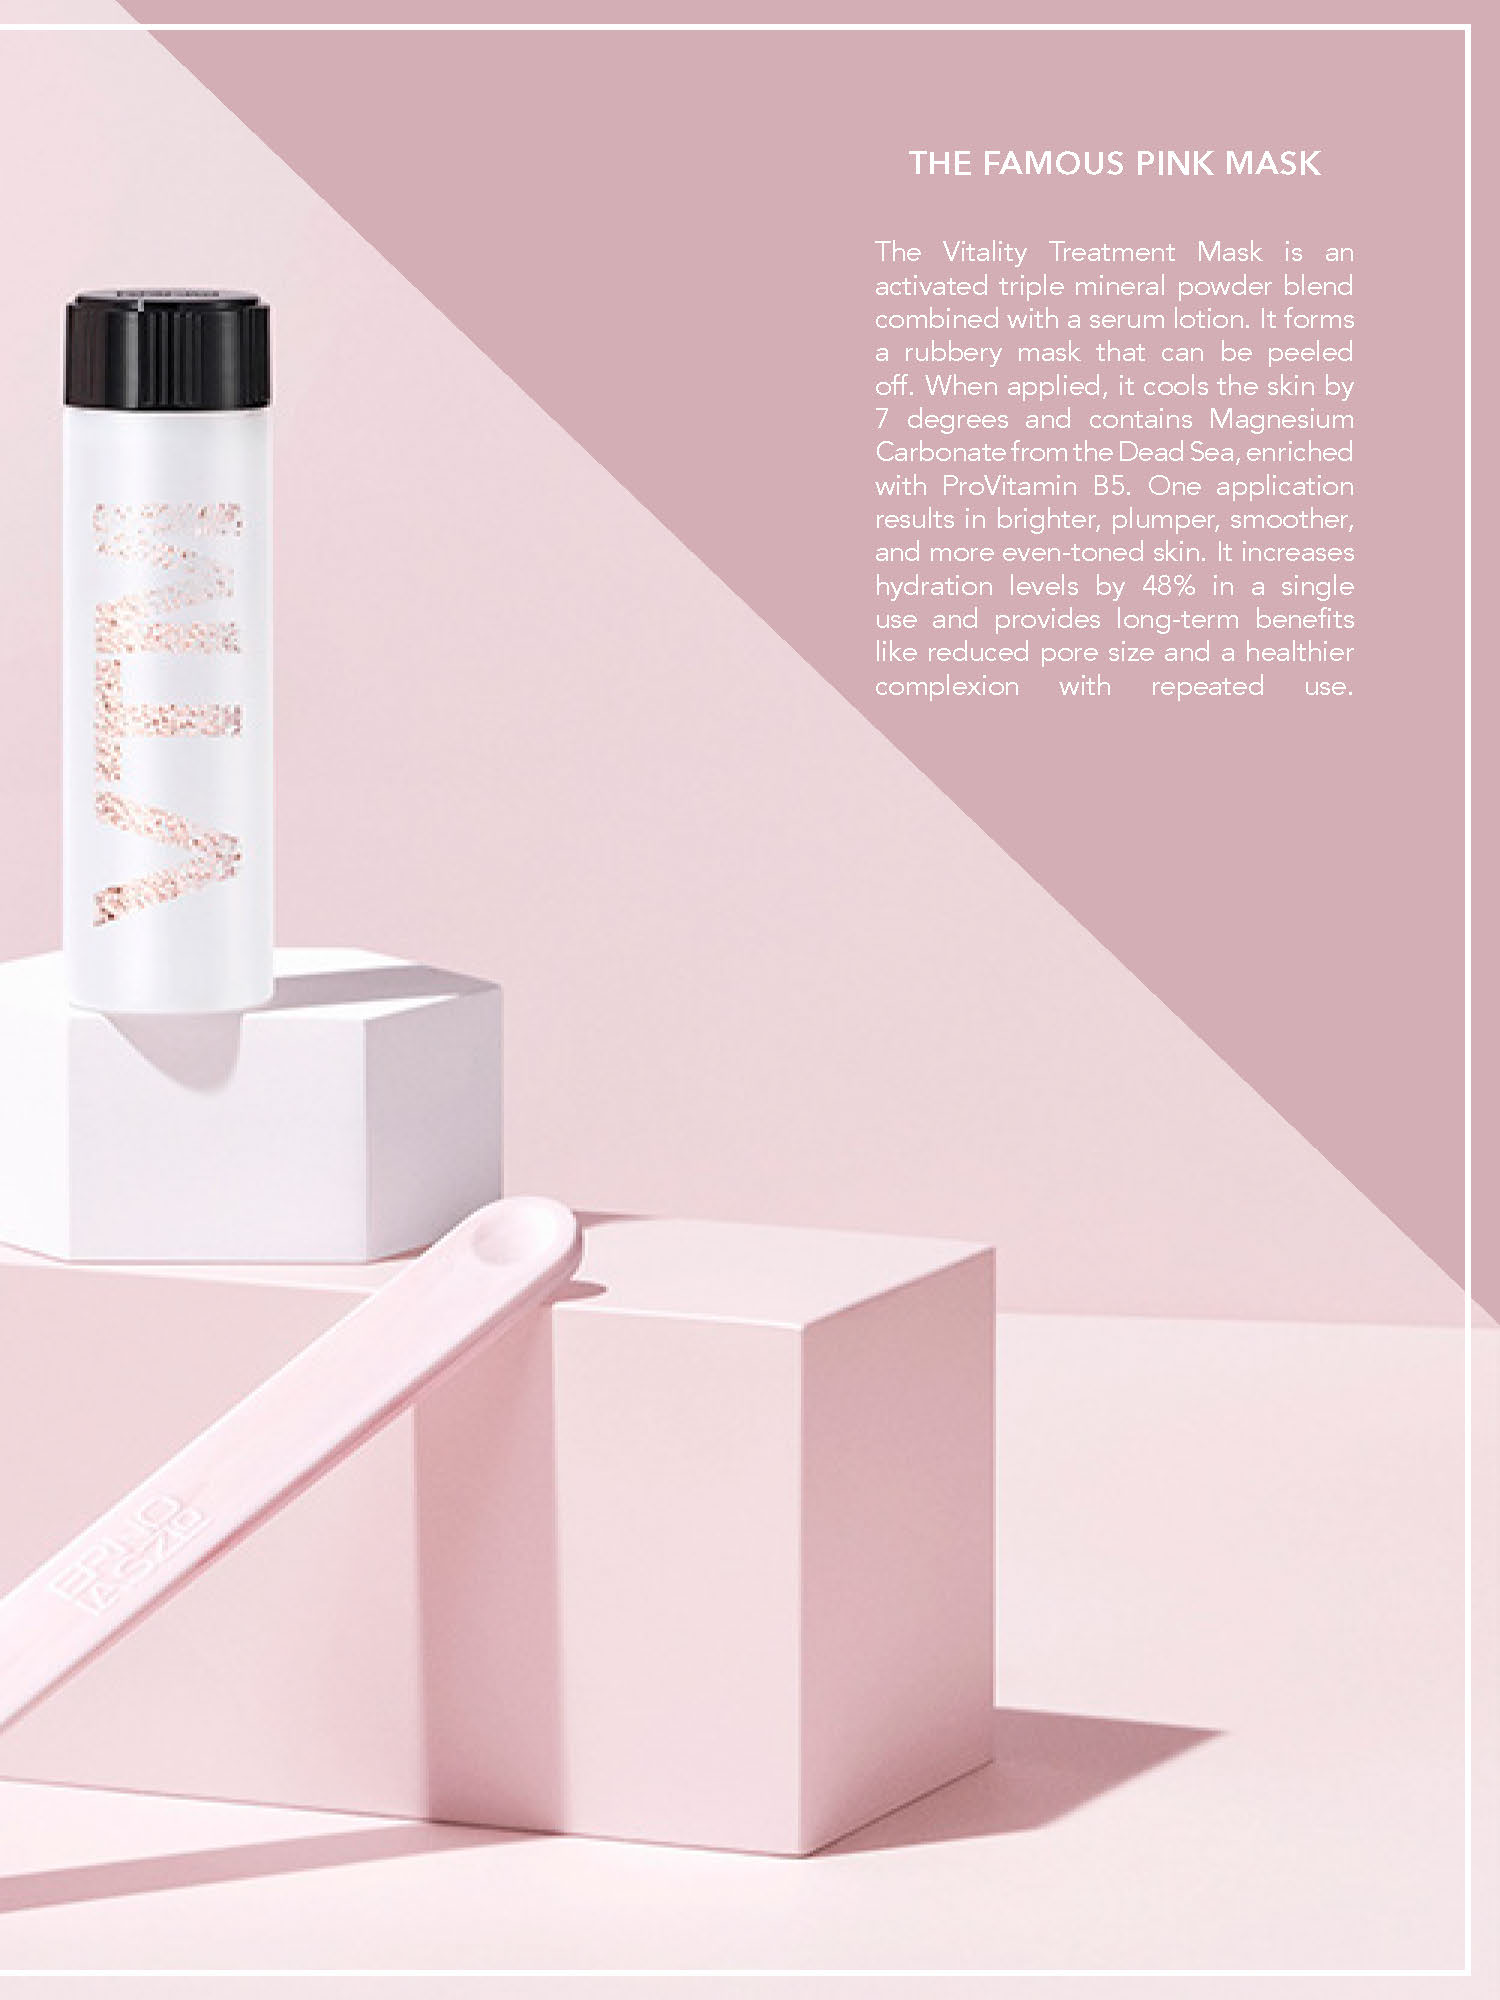 THE FAMOUS PINK MASK
The Vitality Treatment Mask is an
activated triple mineral powder blend
combined with a serum lotion. It forms
a rubbery mask that can be peeled
off. When applied, it cools the skin by
7 degrees and contains Magnesium
Carbonate from the Dead Sea, enriched
with ProVitamin B5. One application
results in brighter, plumper, smoother,
and more even-toned skin. It increases
hydration levels by 48% in a single
use and provides long-term benefits
like reduced pore size and a healthier
complexion with repeated use.
VTM
ERNO
LASZLO